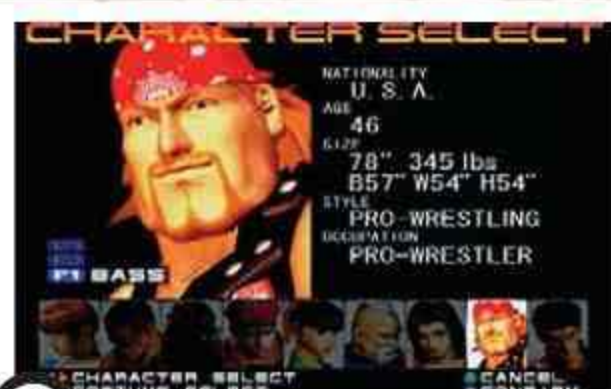 CHARACTER SELECT
NATIONALITY
U.S.A.
AGE
46
SIZE
78" 345 lbs
B57" W54" H54"
STYLE
PRO-WRESTLING
OCCUPATION
PRO-WRESTLER
P1 BASS
CHARACTER SELECT
CANCEL